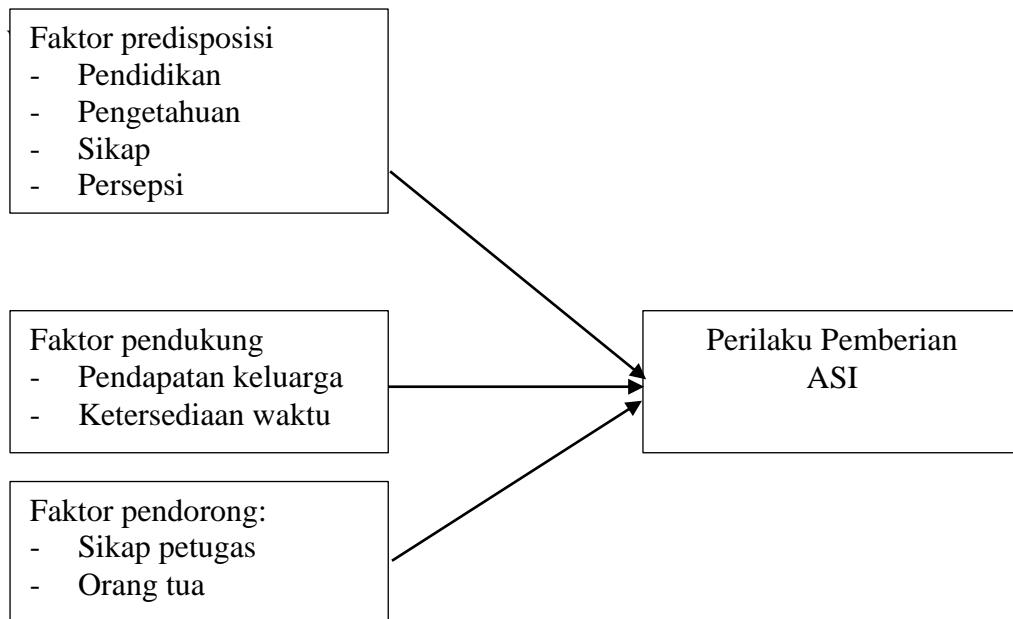 Faktor predisposisi
- Pendidikan
- Pengetahuan
- Sikap
- Persepsi
Faktor pendukung
- Pendapatan keluarga
- Ketersediaan waktu
Perilaku Pemberian
ASI
Faktor pendorong:
- Sikap petugas
- Orang tua